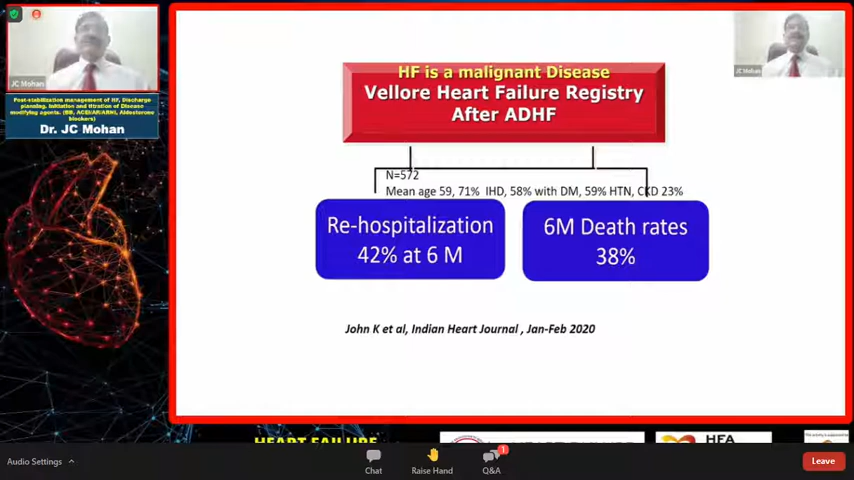 JC Mohan
Post-stabilization management of HF, Discharge
planning, Initiation and titration of Disease
modifying agents. (BB, ACEI/AR/ARNI, Aldosterone
blockers)
Dr. JC Mohan
JC Mohan
HF is a malignant Disease
Vellore Heart Failure Registry
After ADHF
N=572
Mean age 59, 71% IHD, 58% with DM, 59% HTN, CKD 23%
Re-hospitalization
42% at 6 M
6M Death rates
38%
John K et al, Indian Heart Journal , Jan-Feb 2020
HEART FAILURE
HFA
Audio Settings
Chat
Raise Hand
1
Q&A
Leave